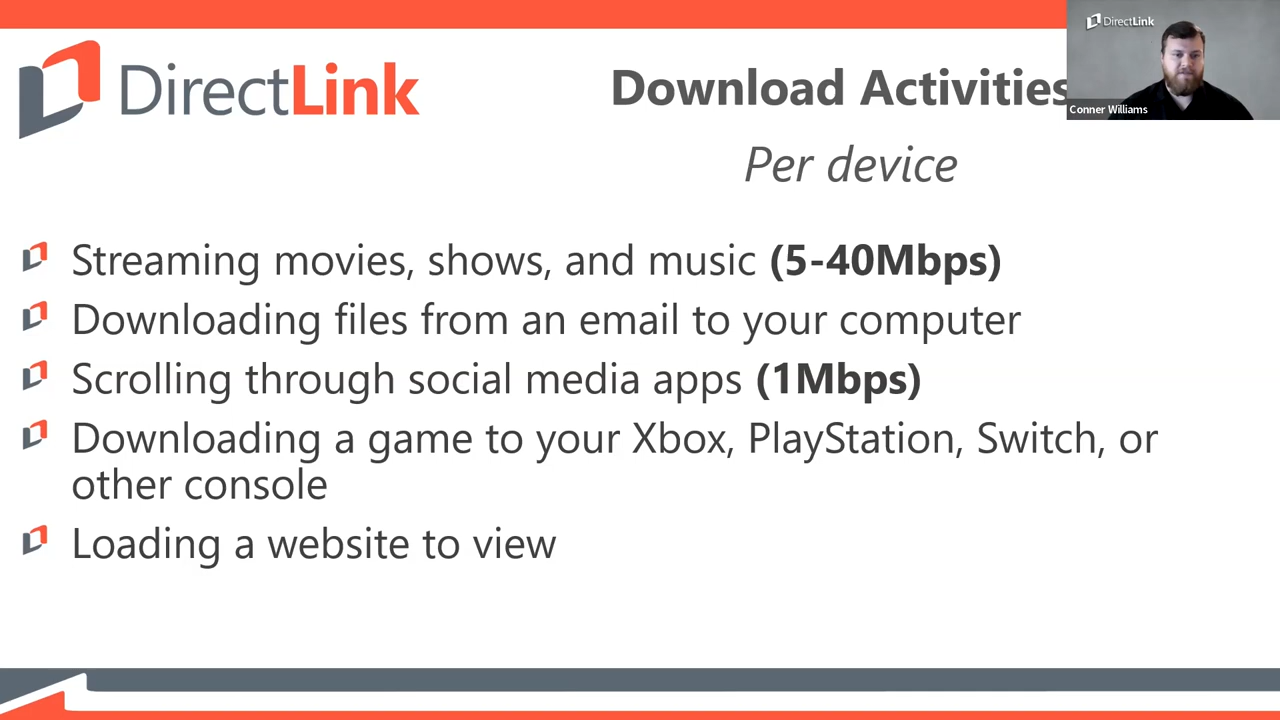 DirectLink
Download Activities
DirectLink
Conner Williams
Per device
Streaming movies, shows, and music (5-40Mbps)
Downloading files from an email to your computer
Scrolling through social media apps (1Mbps)
Downloading a game to your Xbox, PlayStation, Switch, or
other console
Loading a website to view